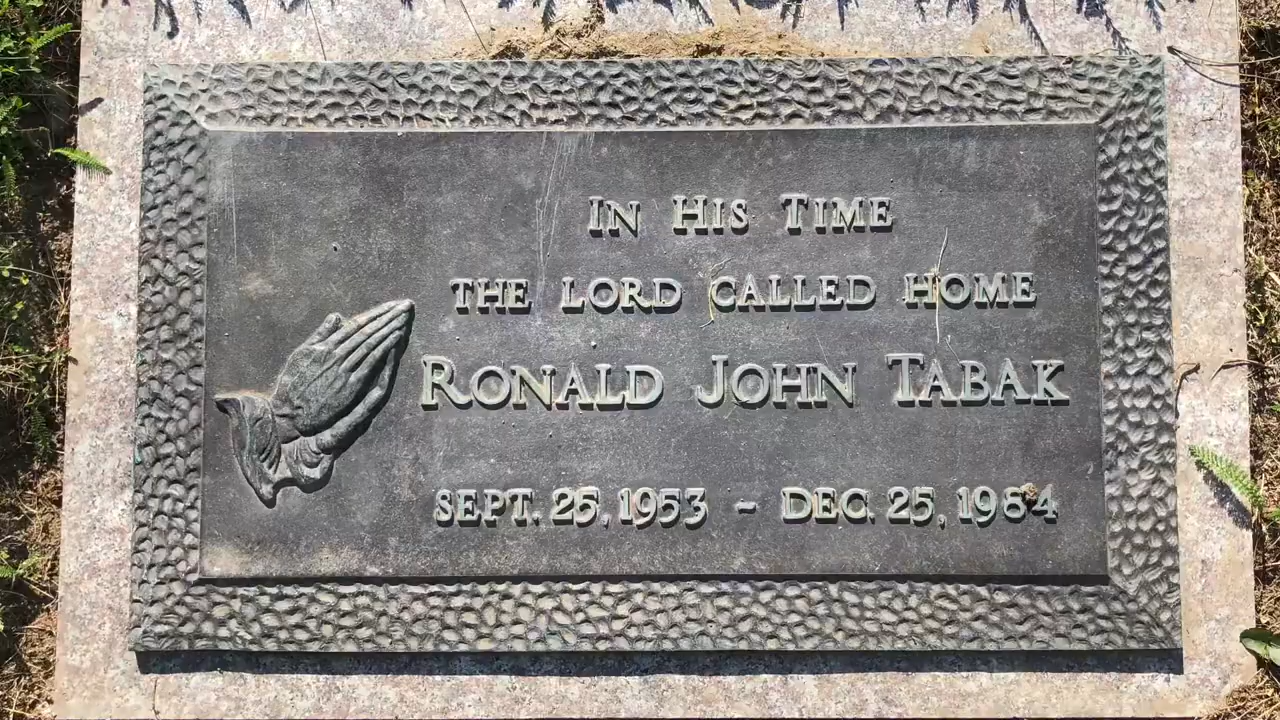 In His Time
THE LORD CALLED HOME
RONALD JOHN TABAK
SEPT. 25, 1953 - DEC. 25, 1984